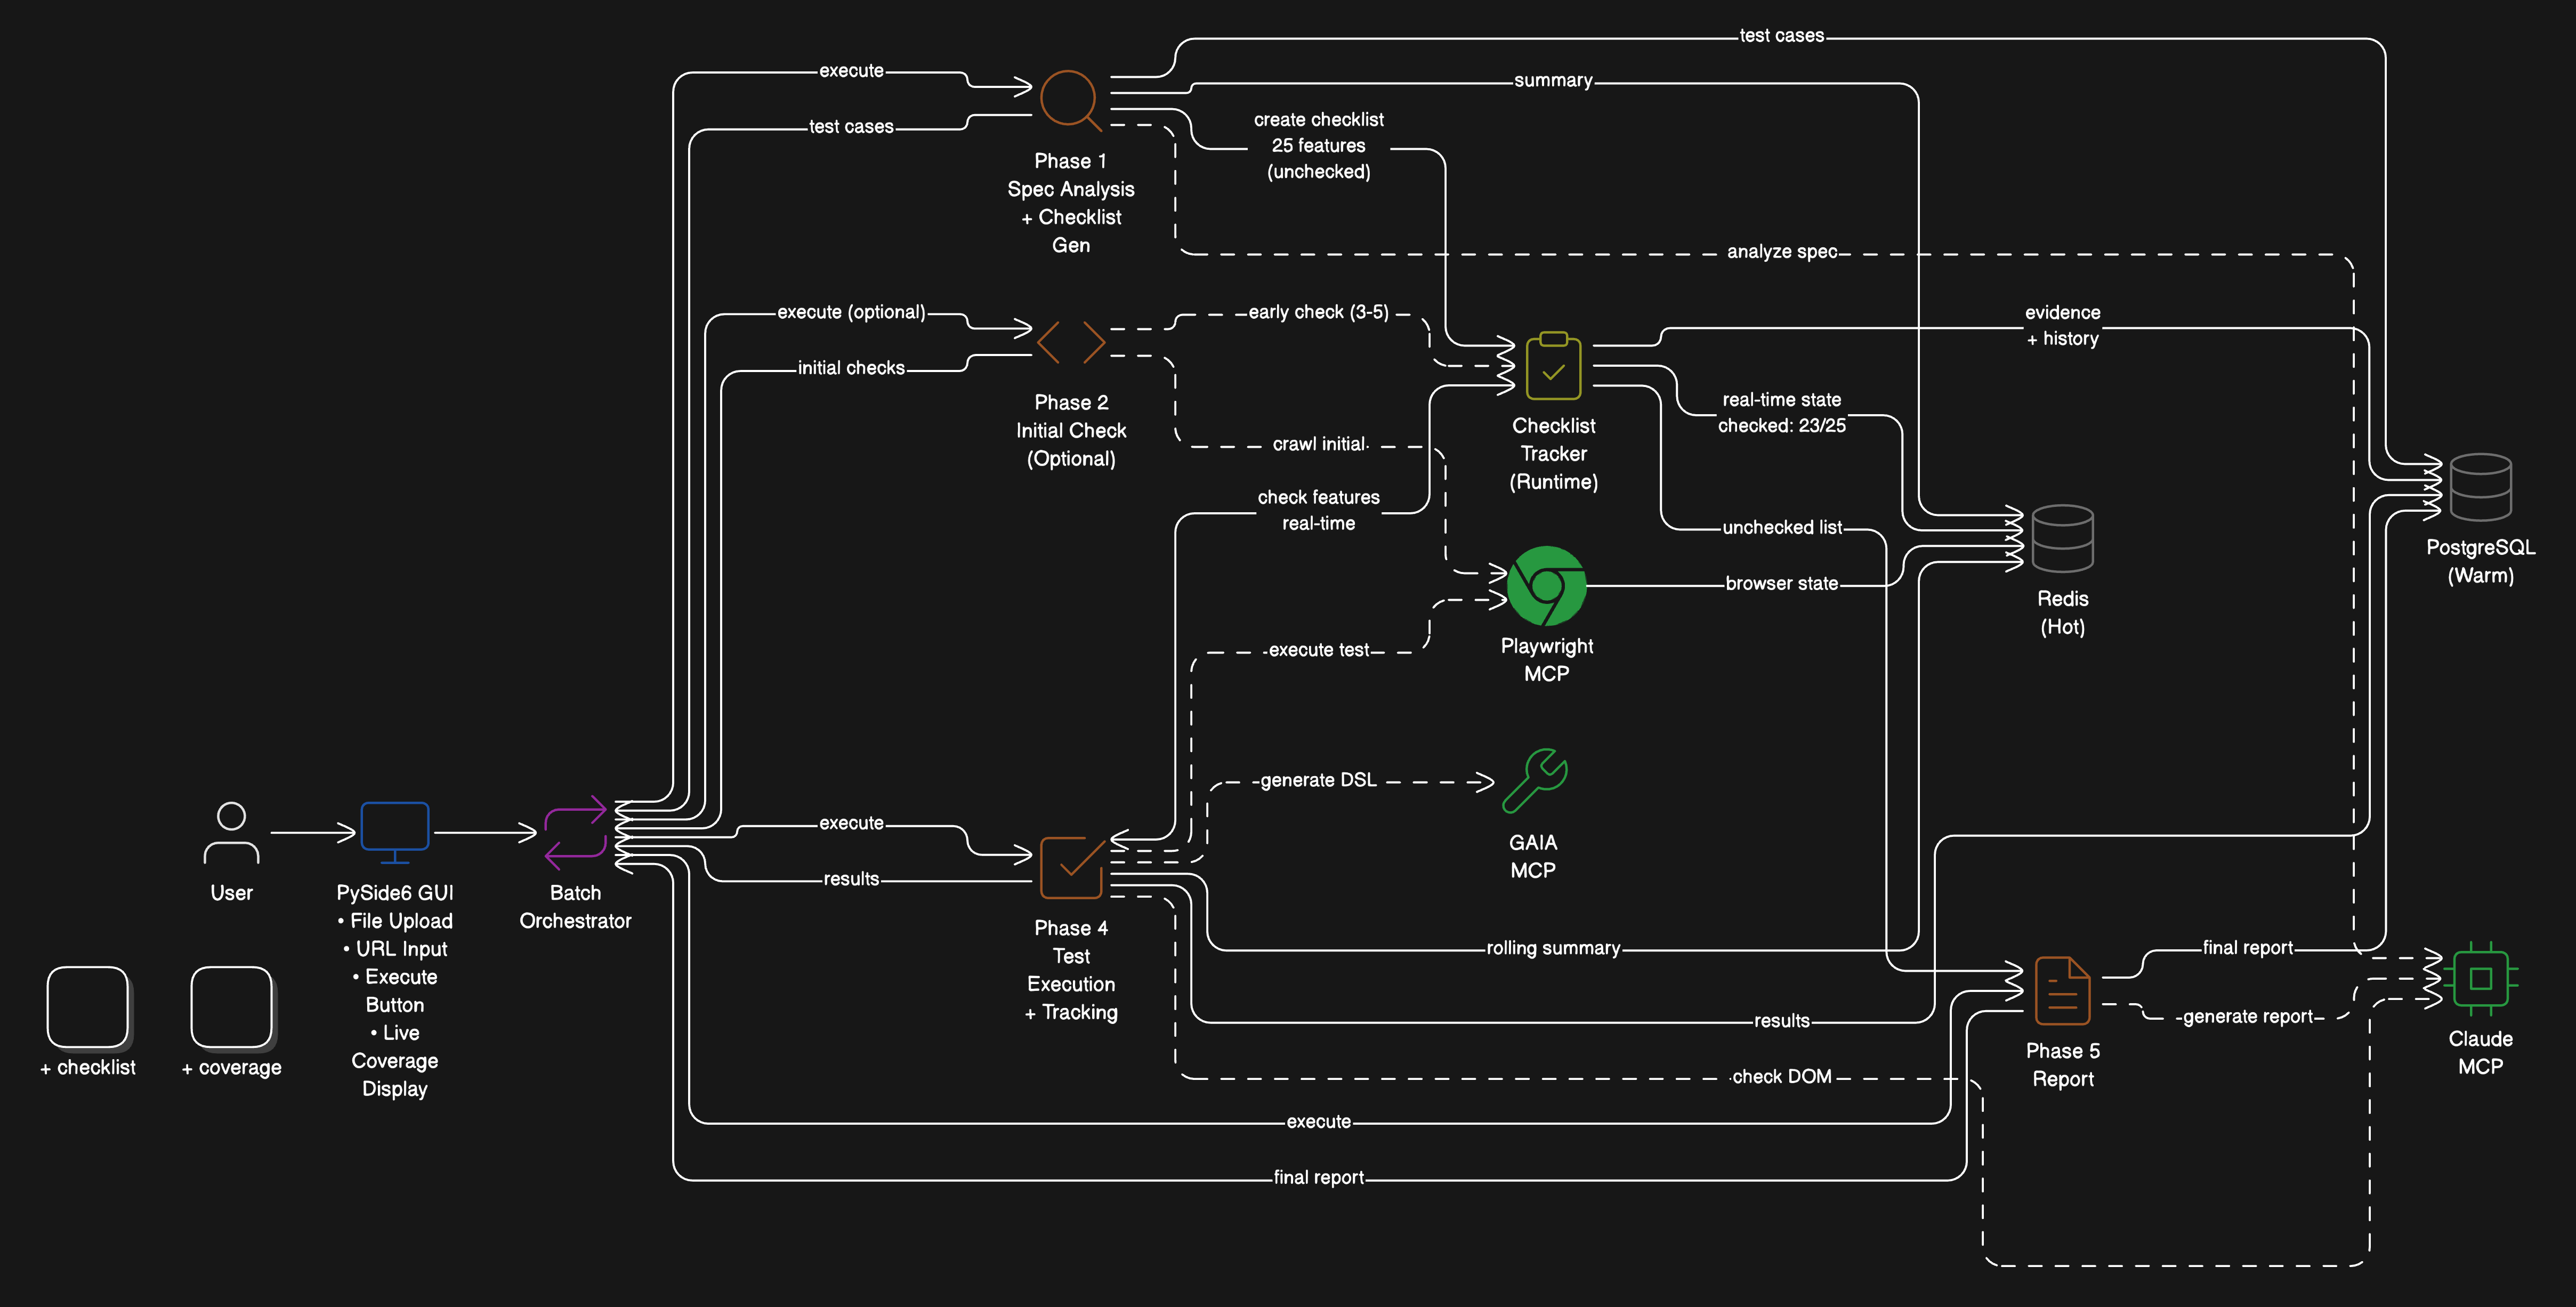 test cases
execute
summary
create checklist
25 features
(unchecked)
test cases
Phase 1
Spec Analysis
+ Checklist
Gen
analyze spec
execute (optional)
early check (3-5)
evidence
+ history
initial checks
Phase 2
Initial Check
(Optional)
real-time state
checked: 23/25
Checklist
Tracker
(Runtime)
crawl initial
check features
real-time
unchecked list
PostgreSQL
(Warm)
browser state
Redis
(Hot)
execute test
Playwright
MCP
generate DSL
GAIA
MCP
execute
results
User
PySide6 GUI
• File Upload
• URL Input
• Execute
Button
• Live
Coverage
Display
Batch
Orchestrator
Phase 4
Test
Execution
+ Tracking
rolling summary
final report
results
generate report
Phase 5
Report
Claude
MCP
+ checklist
+ coverage
check DOM
execute
final report